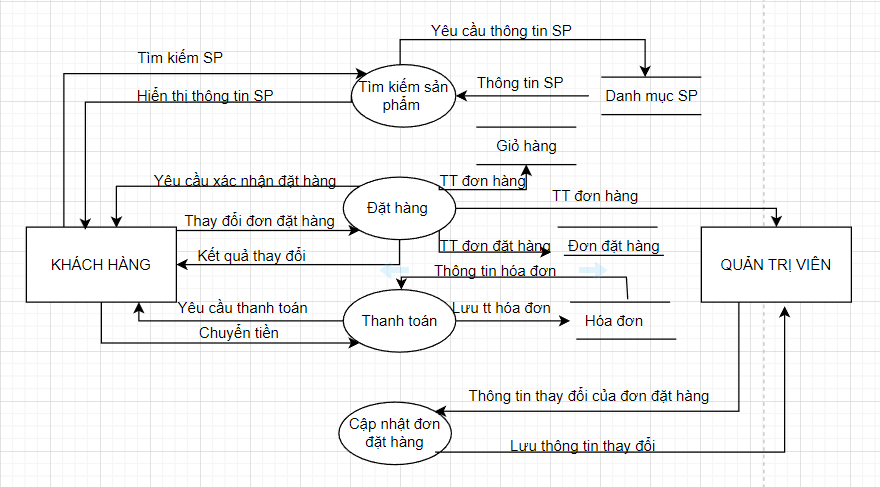 Yêu cầu thông tin SP
Tìm kiếm SP
Tìm kiếm sản
phẩm
Thông tin SP
Hiển thi thông tin SP
Danh mục SP
Giỏ hàng
Yêu cầu xác nhận đặt hàng
TT đơn hàng
TT đơn hàng
Đặt hàng
Thay đổi đơn đặt hàng
TT đơn đặt hàng
Đơn đặt hàng
KHÁCH HÀNG
Kết quả thay đổi
QUẢN TRỊ VIÊN
Thông tin hóa đơn
Yêu cầu thanh toán
Thanh toán
Lưu tt hóa đơn
Hóa đơn
Chuyển tiền
Thông tin thay đổi của đơn đặt hàng
Cập nhật đơn
đặt hàng
Lưu thông tin thay đổi